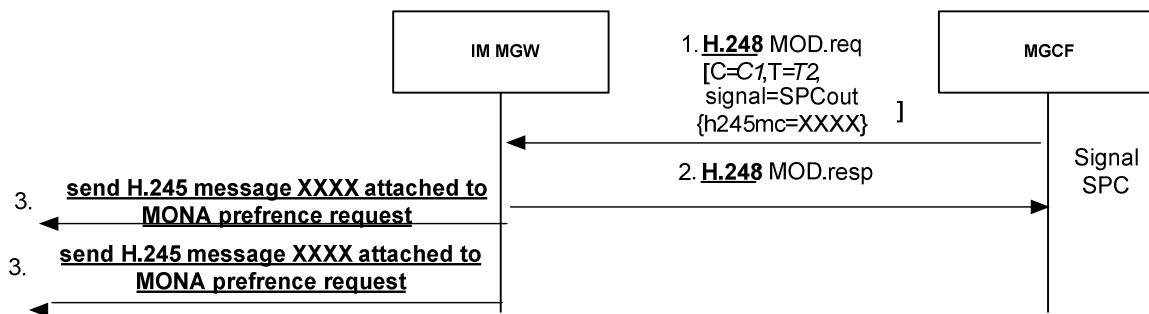 IM MGW
MGCF
1. H.248 MOD.req
[C=C1,T=T2,
signal=SPCout
{h245mc=XXXX} ]
2. H.248 MOD.resp
Signal
SPC
3. send H.245 message XXXX attached to
MONA prefrence request
3. send H.245 message XXXX attached to
MONA prefrence request